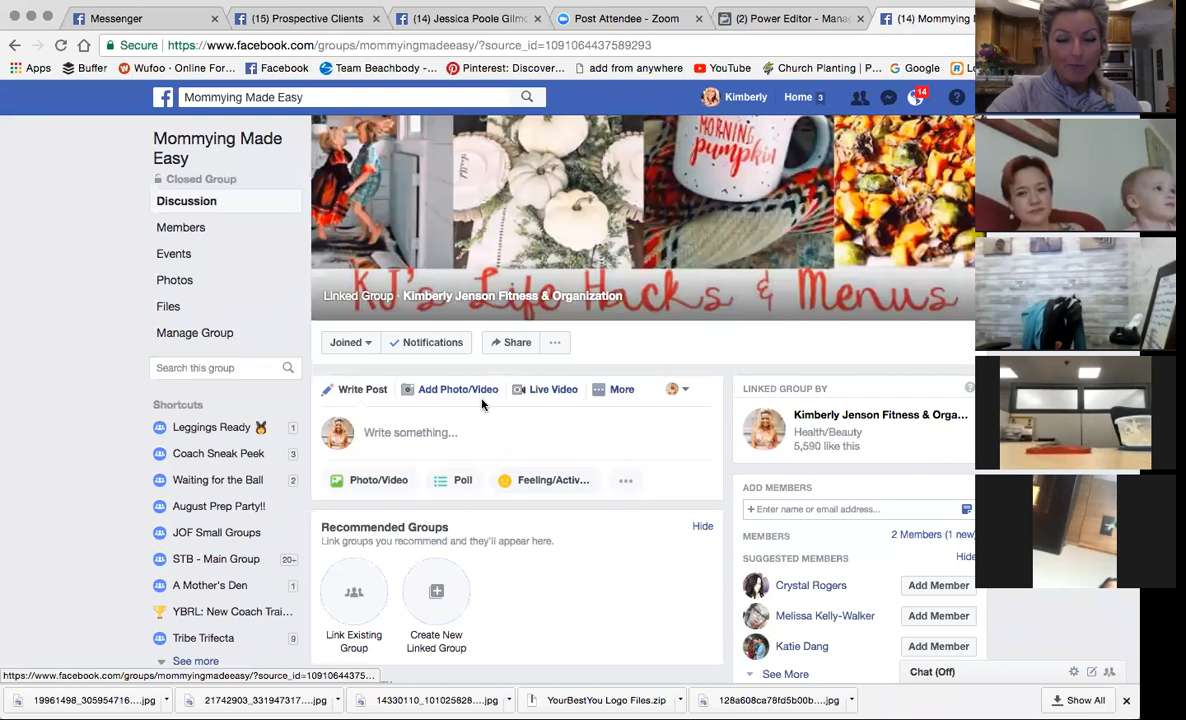 Messenger
(15) Prospective Clients
(14) Jessica Poole Gilmo
Post Attendee - Zoom
(2) Power Editor - Mana
(14) Mommying M
Secure
https://www.facebook.com/groups/mommyingmadeeasy/?source_id=1091064437589293
Apps
Buffer
Wufoo - Online For...
Facebook
Team Beachbody -...
Pinterest: Discover...
add from anywhere
YouTube
Church Planting | P...
Google
Mommying Made Easy
Kimberly
Home 3
14
Mommying Made
Easy
Closed Group
Discussion
Members
Events
Photos
Files
Manage Group
Search this group
Shortcuts
Leggings Ready 1
Coach Sneak Peek 3
Waiting for the Ball 2
August Prep Party!!
JOF Small Groups
STB - Main Group 20+
A Mother's Den 1
YBRL: New Coach Trai...
Tribe Trifecta 9
See more
MORNING
pumpkin
KJ's Life Hacks & Menus
Linked Group · Kimberly Jenson Fitness & Organization
Joined
Notifications
Share
Write Post
Add Photo/Video
Live Video
More
Write something...
Photo/Video
Poll
Feeling/Activ...
Recommended Groups
Hide
Link groups you recommend and they'll appear here.
Link Existing
Group
Create New
Linked Group
LINKED GROUP BY
Kimberly Jenson Fitness & Orga...
Health/Beauty
5,590 like this
ADD MEMBERS
+ Enter name or email address...
MEMBERS
2 Members (1 new
SUGGESTED MEMBERS
Hide
Crystal Rogers
Add Member
Melissa Kelly-Walker
Add Member
Katie Dang
Add Member
See More
Chat (Off)
https://www.facebook.com/groups/mommyingmadeeasy/?source_id=10910644375...
19961498_305954716....jpg
21742903_331947317....jpg
14330110_101025828....jpg
YourBestYou Logo Files.zip
128a608ca78fd5b00b....jpg
Show All